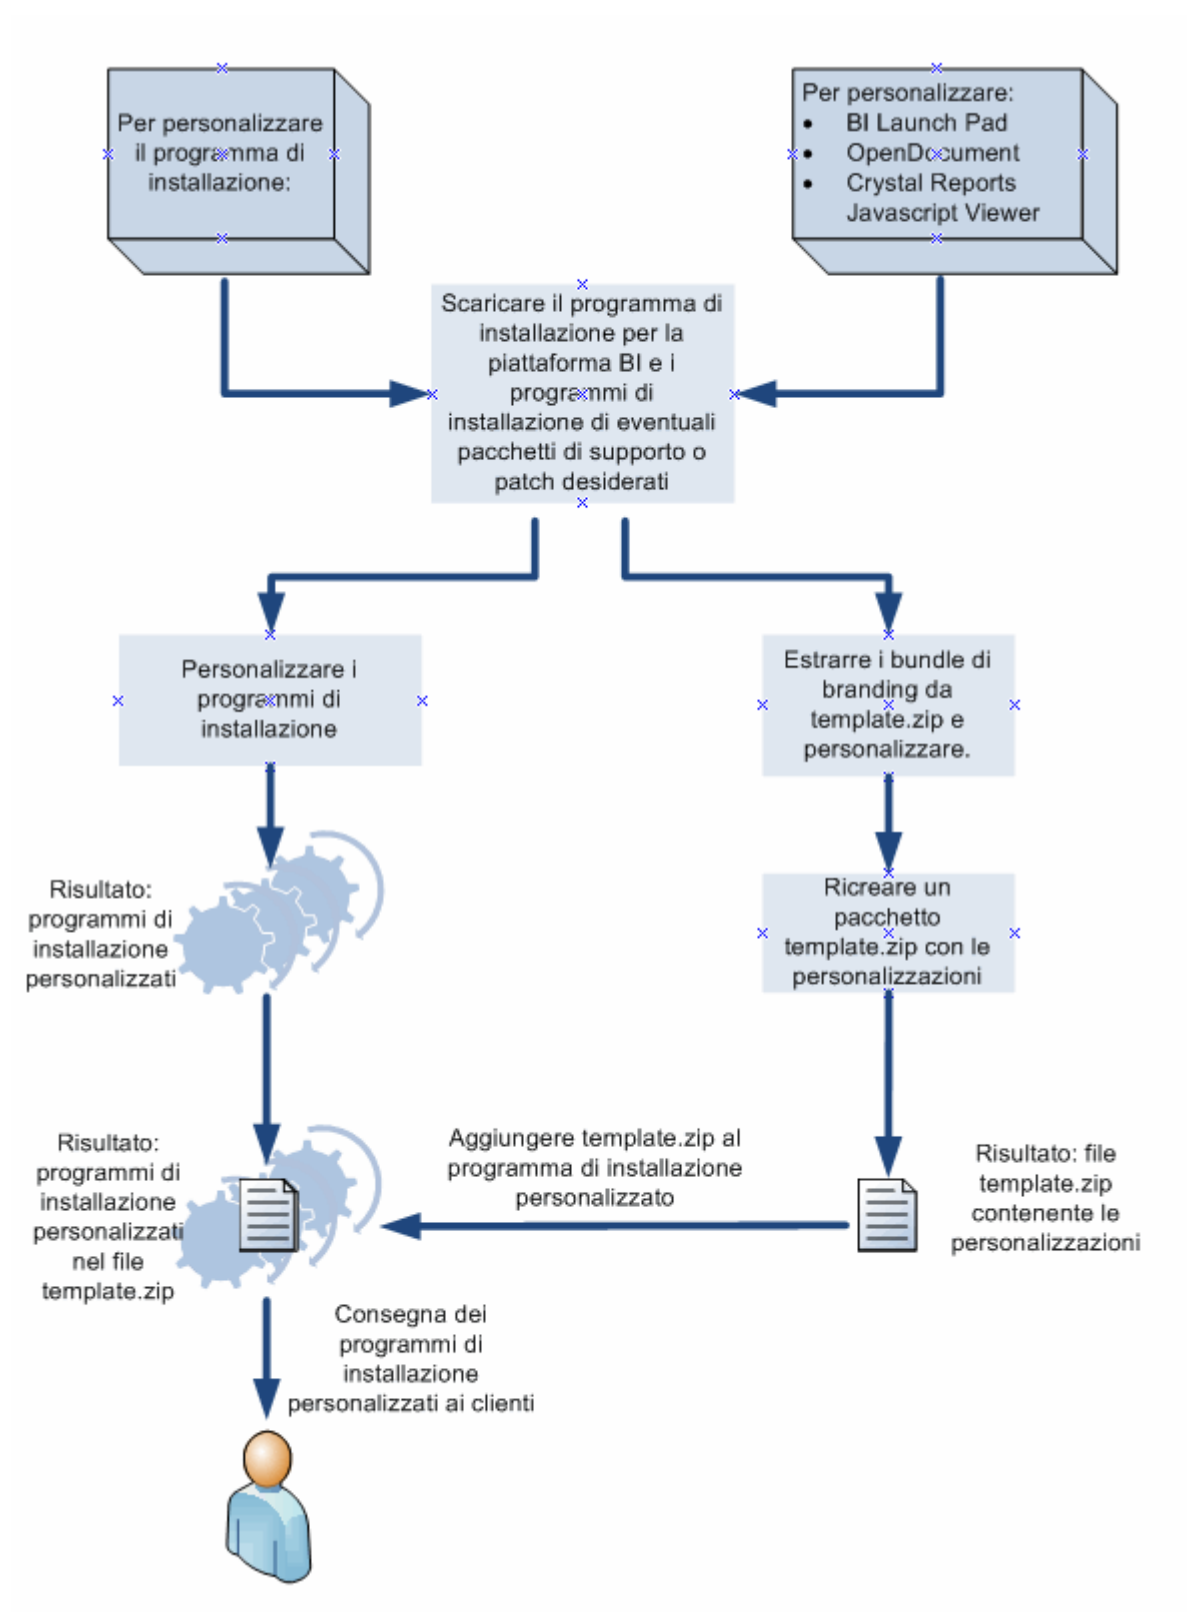 Per personalizzare
il programma di
installazione:
Per personalizzare:
• BI Launch Pad
• OpenDocument
• Crystal Reports
Javascript Viewer
Scaricare il programma di
installazione per la
piattaforma BI e i
programmi di
installazione di eventuali
pacchetti di supporto o
patch desiderati
Personalizzare i
programmi di
installazione
Estrarre i bundle di
branding da
template.zip e
personalizzare.
Risultato:
programmi di
installazione
personalizzati
Ricreare un
pacchetto
template.zip con le
personalizzazioni
Risultato:
programmi di
installazione
personalizzati
nel file
template.zip
Aggiungere template.zip al
programma di installazione
personalizzato
Risultato: file
template.zip
contenente le
personalizzazioni
Consegna dei
programmi di
installazione
personalizzati ai clienti